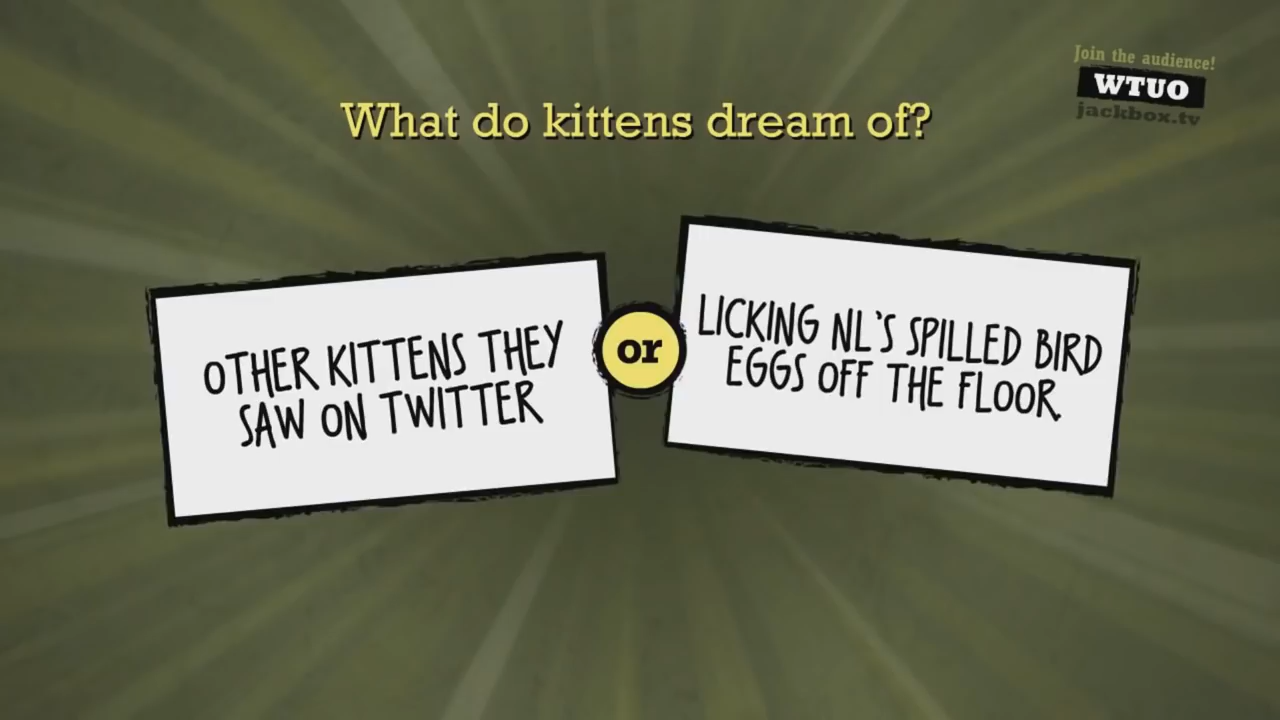 Join the audience!
WTUO
jackbox.tv
What do kittens dream of?
OTHER KITTENS THEY
SAW ON TWITTER
or
LICKING NL'S SPILLED BIRD
EGGS OFF THE FLOOR